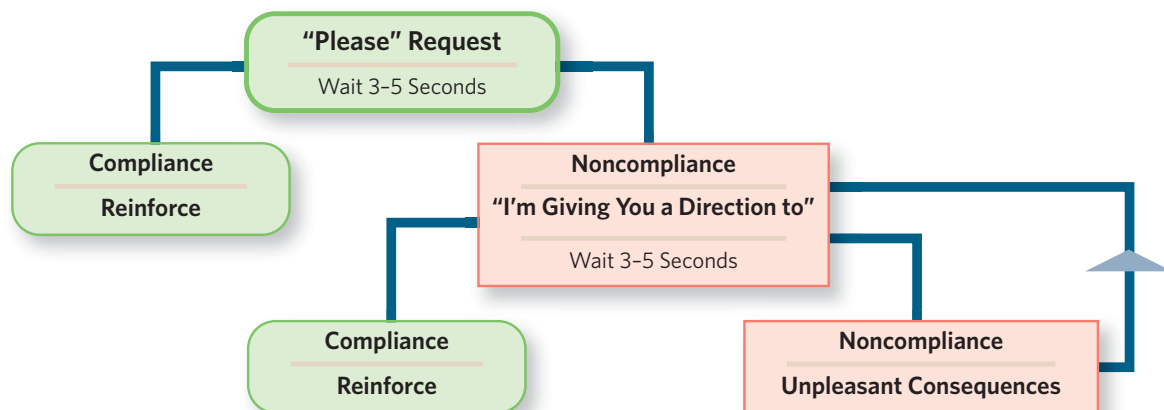 “Please” Request
Wait 3–5 Seconds
Compliance
Reinforce
Noncompliance
“I’m Giving You a Direction to”
Wait 3–5 Seconds
Compliance
Reinforce
Noncompliance
Unpleasant Consequences